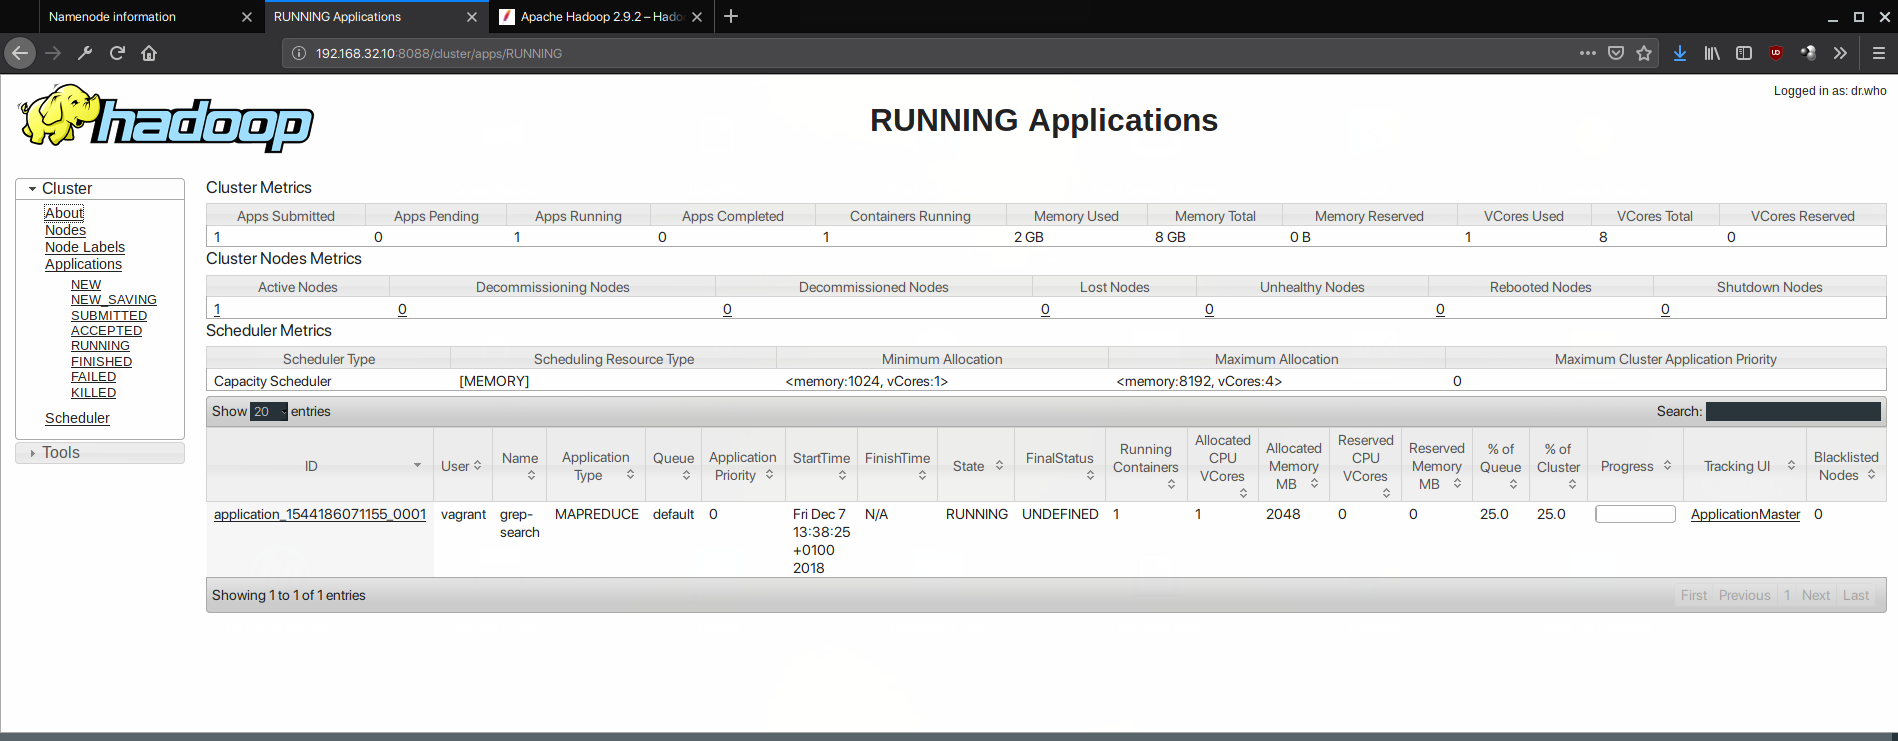 Namenode information
RUNNING Applications
Apache Hadoop 2.9.2 – Hado
192.168.32.10:8088/cluster/apps/RUNNING
Logged in as: dr.who
hadoop
RUNNING Applications
Cluster
About
Nodes
Node Labels
Applications
NEW
NEW_SAVING
SUBMITTED
ACCEPTED
RUNNING
FINISHED
FAILED
KILLED
Scheduler
Tools
Cluster Metrics
Apps Submitted Apps Pending Apps Running Apps Completed Containers Running Memory Used Memory Total Memory Reserved VCores Used VCores Total VCores Reserved
1 0 1 0 1 2 GB 8 GB 0 B 1 8 0
Cluster Nodes Metrics
Active Nodes Decommissioning Nodes Decommissioned Nodes Lost Nodes Unhealthy Nodes Rebooted Nodes Shutdown Nodes
1 0 0 0 0 0 0
Scheduler Metrics
Scheduler Type Scheduling Resource Type Minimum Allocation Maximum Allocation Maximum Cluster Application Priority
Capacity Scheduler [MEMORY] <memory:1024, vCores:1> <memory:8192, vCores:4> 0
Show 20 entries Search:
ID
User
Name
Application
Type
Queue
Application
Priority
StartTime
FinishTime
State
FinalStatus
Running
Containers
Allocated
CPU
VCores
Allocated
Memory
MB
Reserved
CPU
VCores
Reserved
Memory
MB
% of
Queue
% of
Cluster
Progress
Tracking UI
Blacklisted
Nodes
application_1544186071155_0001
vagrant
grep-
search
MAPREDUCE
default
0
Fri Dec 7
13:38:25
+0100
2018
N/A
RUNNING
UNDEFINED
1
1
2048
0
0
25.0
25.0
ApplicationMaster
0
Showing 1 to 1 of 1 entries
First Previous 1 Next Last